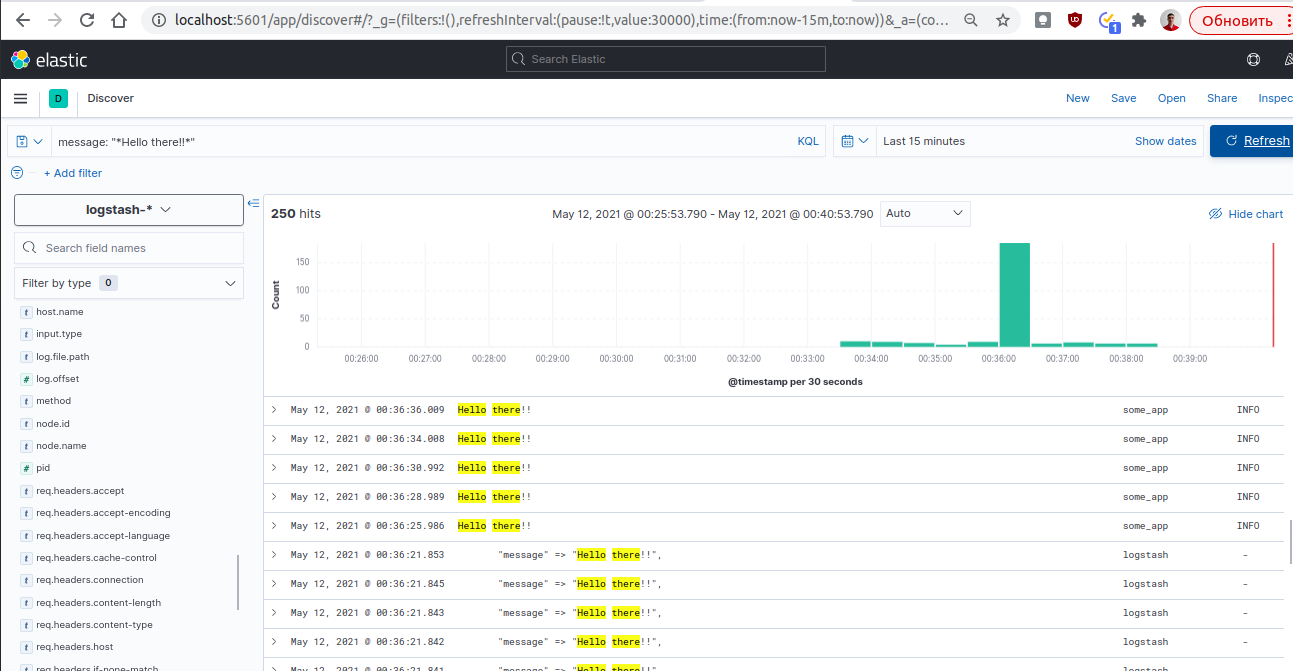 localhost:5601/app/discover#/?_g=(filters:!(),refreshInterval:(pause:!t,value:30000),time:(from:now-15m,to:now))&_a=(co...
1
Обновить
elastic
Search Elastic
D Discover
New Save Open Share Inspec
message: "*Hello there!!*" KQL
Last 15 minutes Show dates Refresh
+ Add filter
logstash-*
250 hits
May 12, 2021 @ 00:25:53.790 - May 12, 2021 @ 00:40:53.790 Auto
Hide chart
Search field names
Filter by type 0
t host.name
t input.type
t log.file.path
# log.offset
t method
t node.id
t node.name
# pid
t req.headers.accept
t req.headers.accept-encoding
t req.headers.accept-language
t req.headers.cache-control
t req.headers.connection
t req.headers.content-length
t req.headers.content-type
t req.headers.host
t req.headers.if-none-match
Count
150
100
50
0
00:26:00 00:27:00 00:28:00 00:29:00 00:30:00 00:31:00 00:32:00 00:33:00 00:34:00 00:35:00 00:36:00 00:37:00 00:38:00 00:39:00
@timestamp per 30 seconds
May 12, 2021 @ 00:36:36.009 Hello there!! some_app INFO
May 12, 2021 @ 00:36:34.008 Hello there!! some_app INFO
May 12, 2021 @ 00:36:30.992 Hello there!! some_app INFO
May 12, 2021 @ 00:36:28.989 Hello there!! some_app INFO
May 12, 2021 @ 00:36:25.986 Hello there!! some_app INFO
May 12, 2021 @ 00:36:21.853 "message" => "Hello there!!", logstash -
May 12, 2021 @ 00:36:21.845 "message" => "Hello there!!", logstash -
May 12, 2021 @ 00:36:21.843 "message" => "Hello there!!", logstash -
May 12, 2021 @ 00:36:21.842 "message" => "Hello there!!", logstash -
May 12, 2021 @ 00:36:21.841 "message" => "Hello there!!", logstash -